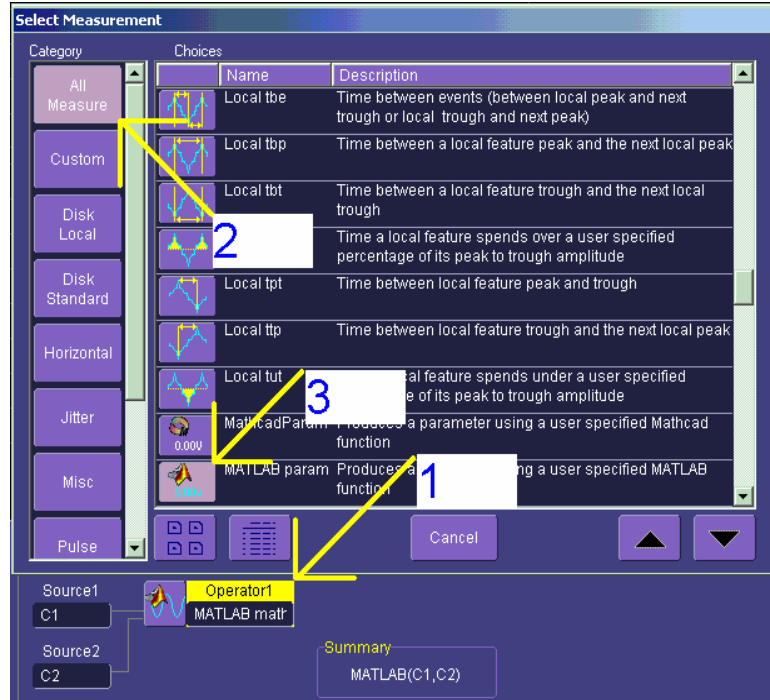 Select Measurement
Category
Choices
All
Measure
Custom
Disk
Local
Disk
Standard
Horizontal
Jitter
Misc
Pulse
Name Description
Local tbe Time between events (between local peak and next
trough or local trough and next peak)
Local tbp Time between a local feature peak and the next local peak
Local tbt Time between a local feature trough and the next local
trough
2
Time a local feature spends over a user specified
percentage of its peak to trough amplitude
Local tpt Time between local feature peak and trough
Local ttp Time between local feature trough and the next local peak
Local tut
3
feature spends under a user specified
of its peak to trough amplitude
0.00V
MathcadParam Produces a parameter using a user specified Mathcad
function
MATLAB param Produces a
1
using a user specified MATLAB
function
Cancel
Source1
C1
Operator1
MATLAB math
Source2
C2
Summary
MATLAB(C1,C2)